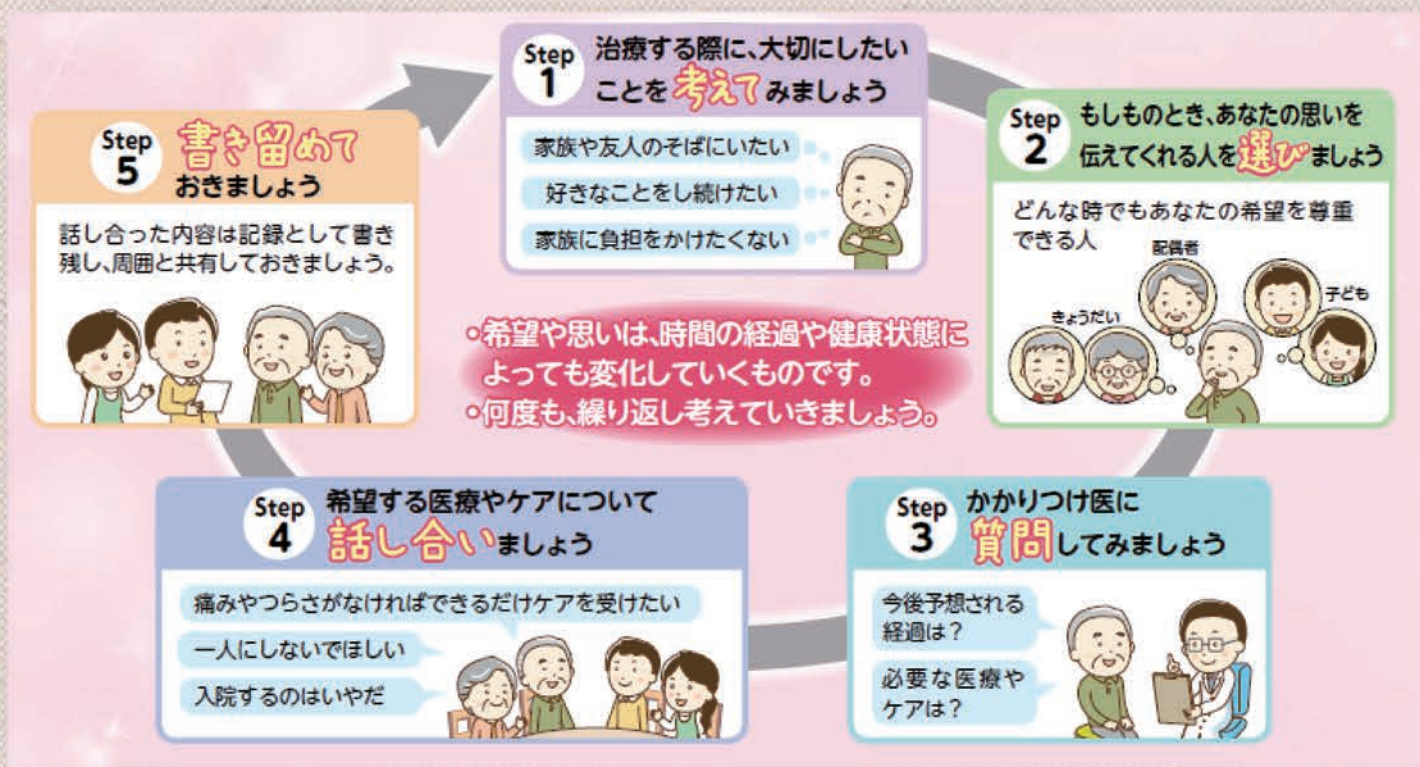 Step
1
治療する際に、大切にしたい
ことを考えてみましょう
家族や友人のそばにいたい
好きなことをし続けたい
家族に負担をかけたくない
Step
2
もしものとき、あなたの思いを
伝えてくれる人を選びましょう
どんな時でもあなたの希望を尊重
できる人
配偶者
子ども
きょうだい
Step
3
かかりつけ医に
質問してみましょう
今後予想される
経過は?
必要な医療や
ケアは?
Step
4
希望する医療やケアについて
話し合いましょう
痛みやつらさがなければできるだけケアを受けたい
一人にしないでほしい
入院するのはいやだ
Step
5
書き留めて
おきましょう
話し合った内容は記録として書き
残し、周囲と共有しておきましょう。
・希望や思いは、時間の経過や健康状態に
よっても変化していくものです。
・何度も、繰り返し考えていきましょう。